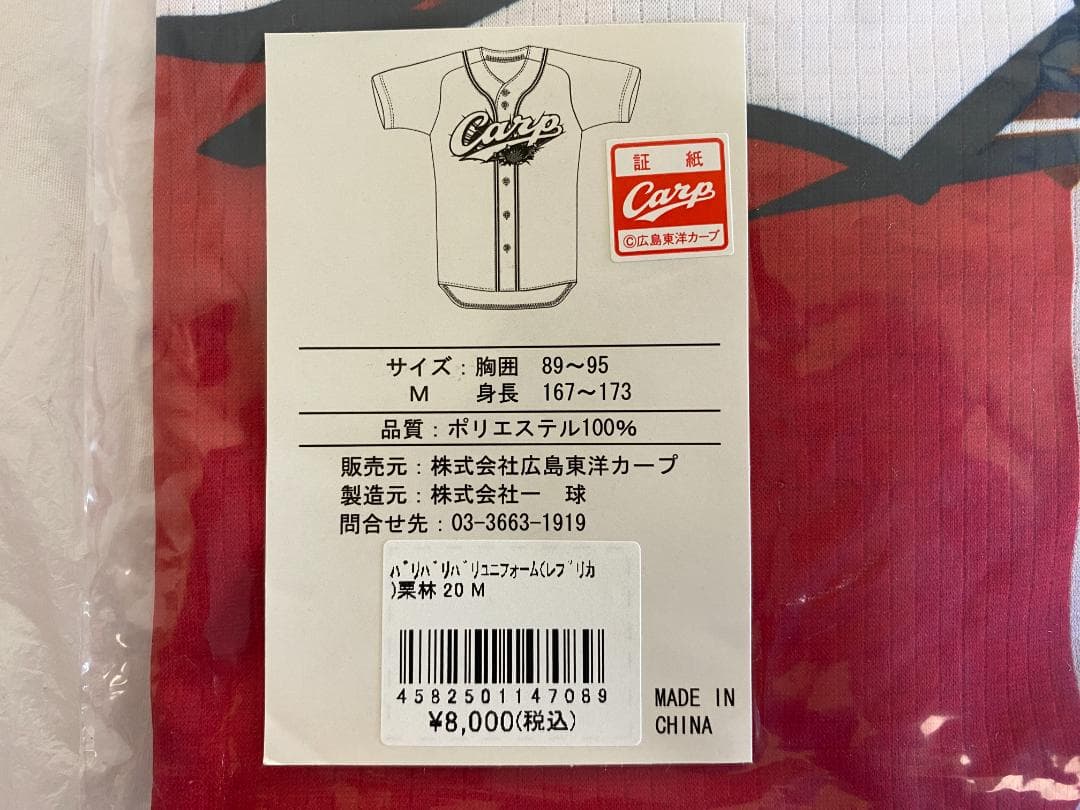 Carp
証 紙
Carp
©広島東洋カープ
サイズ：胸囲 89～95
M 身長 167～173
品質：ポリエステル100%
販売元：株式会社広島東洋カープ
製造元：株式会社一 球
問合せ先：03-3663-1919
ﾊﾞﾘﾊﾞﾘﾊﾞﾘﾕﾆﾌｫｰﾑ(ﾚﾌﾟﾘｶ
)栗林 20 M
4582501147089
¥8,000(税込)
MADE IN
CHINA